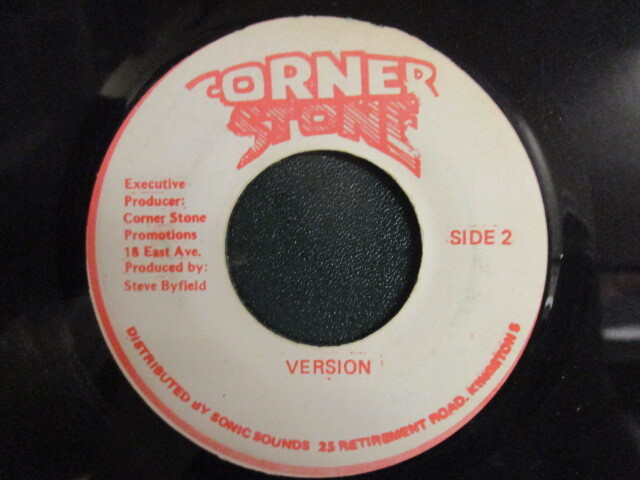 CORNER
STONE
Executive
Producer:
Corner Stone
Promotions
18 East Ave.
Produced by:
Steve Byfield
SIDE 2
VERSION
DISTRIBUTED BY SONIC SOUNDS 25 RETIREMENT ROAD. KINGSTON 5